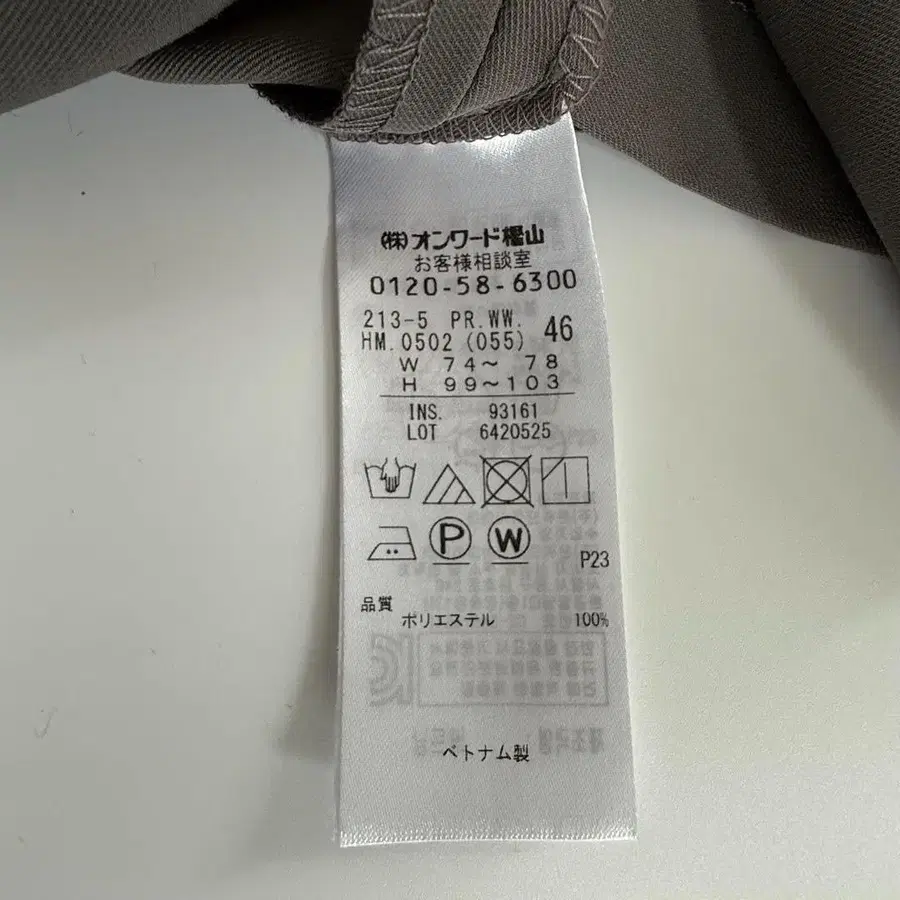 (株)オンワード樫山
お客様相談室
0120-58-6300
213-5 PR.WW. 46
HM.0502 (055)
W 74~ 78
H 99~103
INS. 93161
LOT 6420525
P
W
P23
品質
ポリエステル 100%
ベトナム製